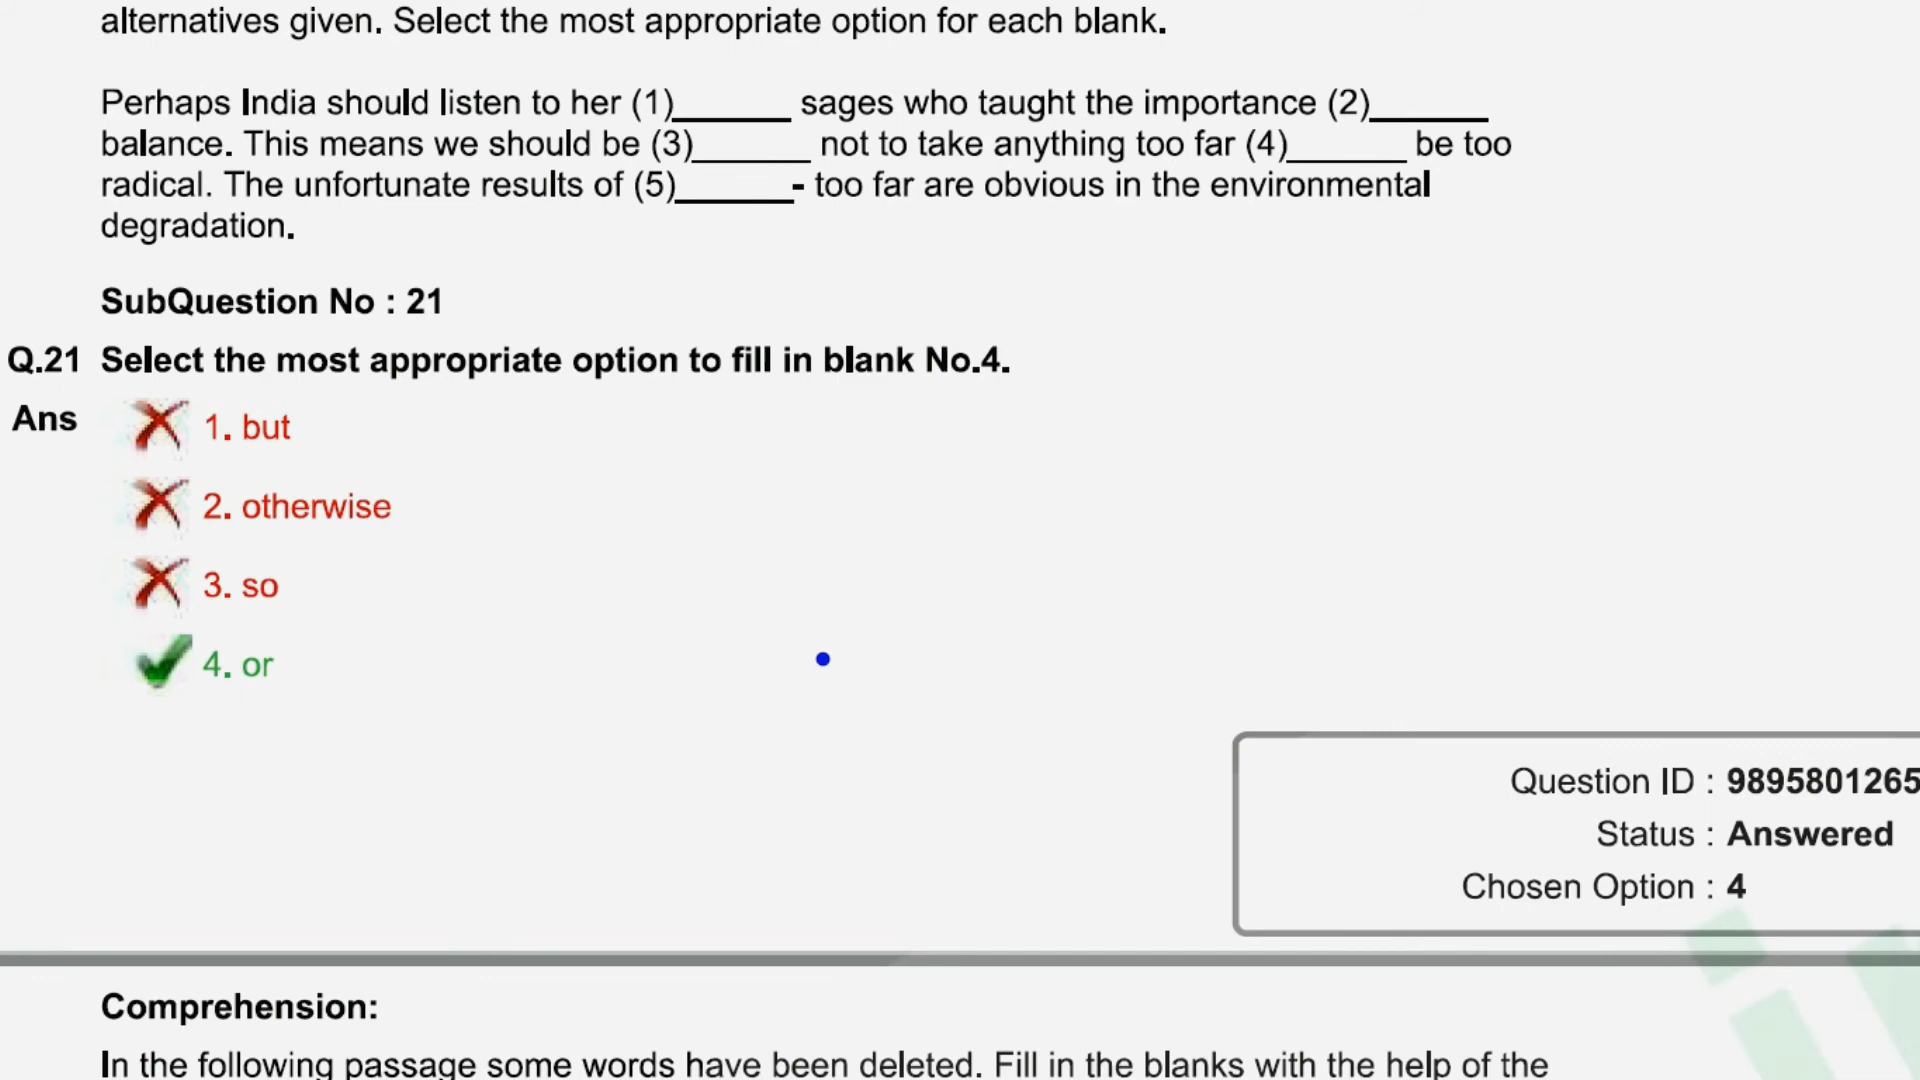 alternatives given. Select the most appropriate option for each blank.
Perhaps India should listen to her (1)______ sages who taught the importance (2)______
balance. This means we should be (3)______ not to take anything too far (4)______ be too
radical. The unfortunate results of (5)______- too far are obvious in the environmental
degradation.
SubQuestion No : 21
Q.21 Select the most appropriate option to fill in blank No.4.
Ans 1. but
2. otherwise
3. so
4. or
Question ID : 9895801265
Status : Answered
Chosen Option : 4
Comprehension:
In the following passage some words have been deleted. Fill in the blanks with the help of the